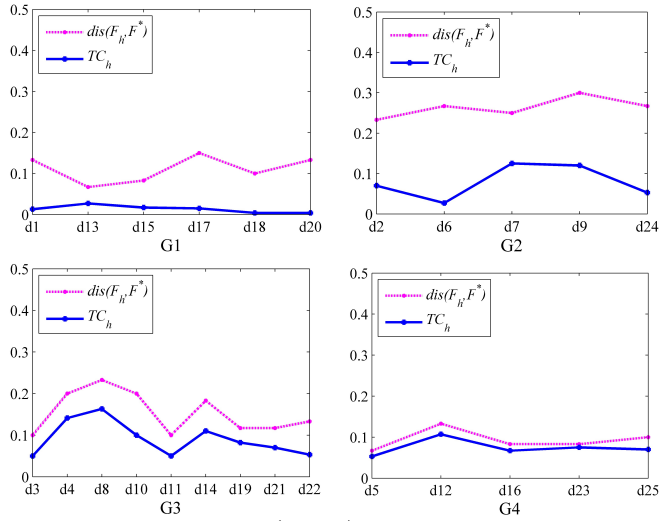 0.5
0.4
0.3
0.2
0.1
0
dis(F_h,F^*)
TC_h
d1 d13 d15 d17 d18 d20
G1
0.5
0.4
0.3
0.2
0.1
0
dis(F_h,F^*)
TC_h
d2 d6 d7 d9 d24
G2
0.5
0.4
0.3
0.2
0.1
0
dis(F_h,F^*)
TC_h
d3 d4 d8 d10 d11 d14 d19 d21 d22
G3
0.5
0.4
0.3
0.2
0.1
0
dis(F_h,F^*)
TC_h
d5 d12 d16 d23 d25
G4